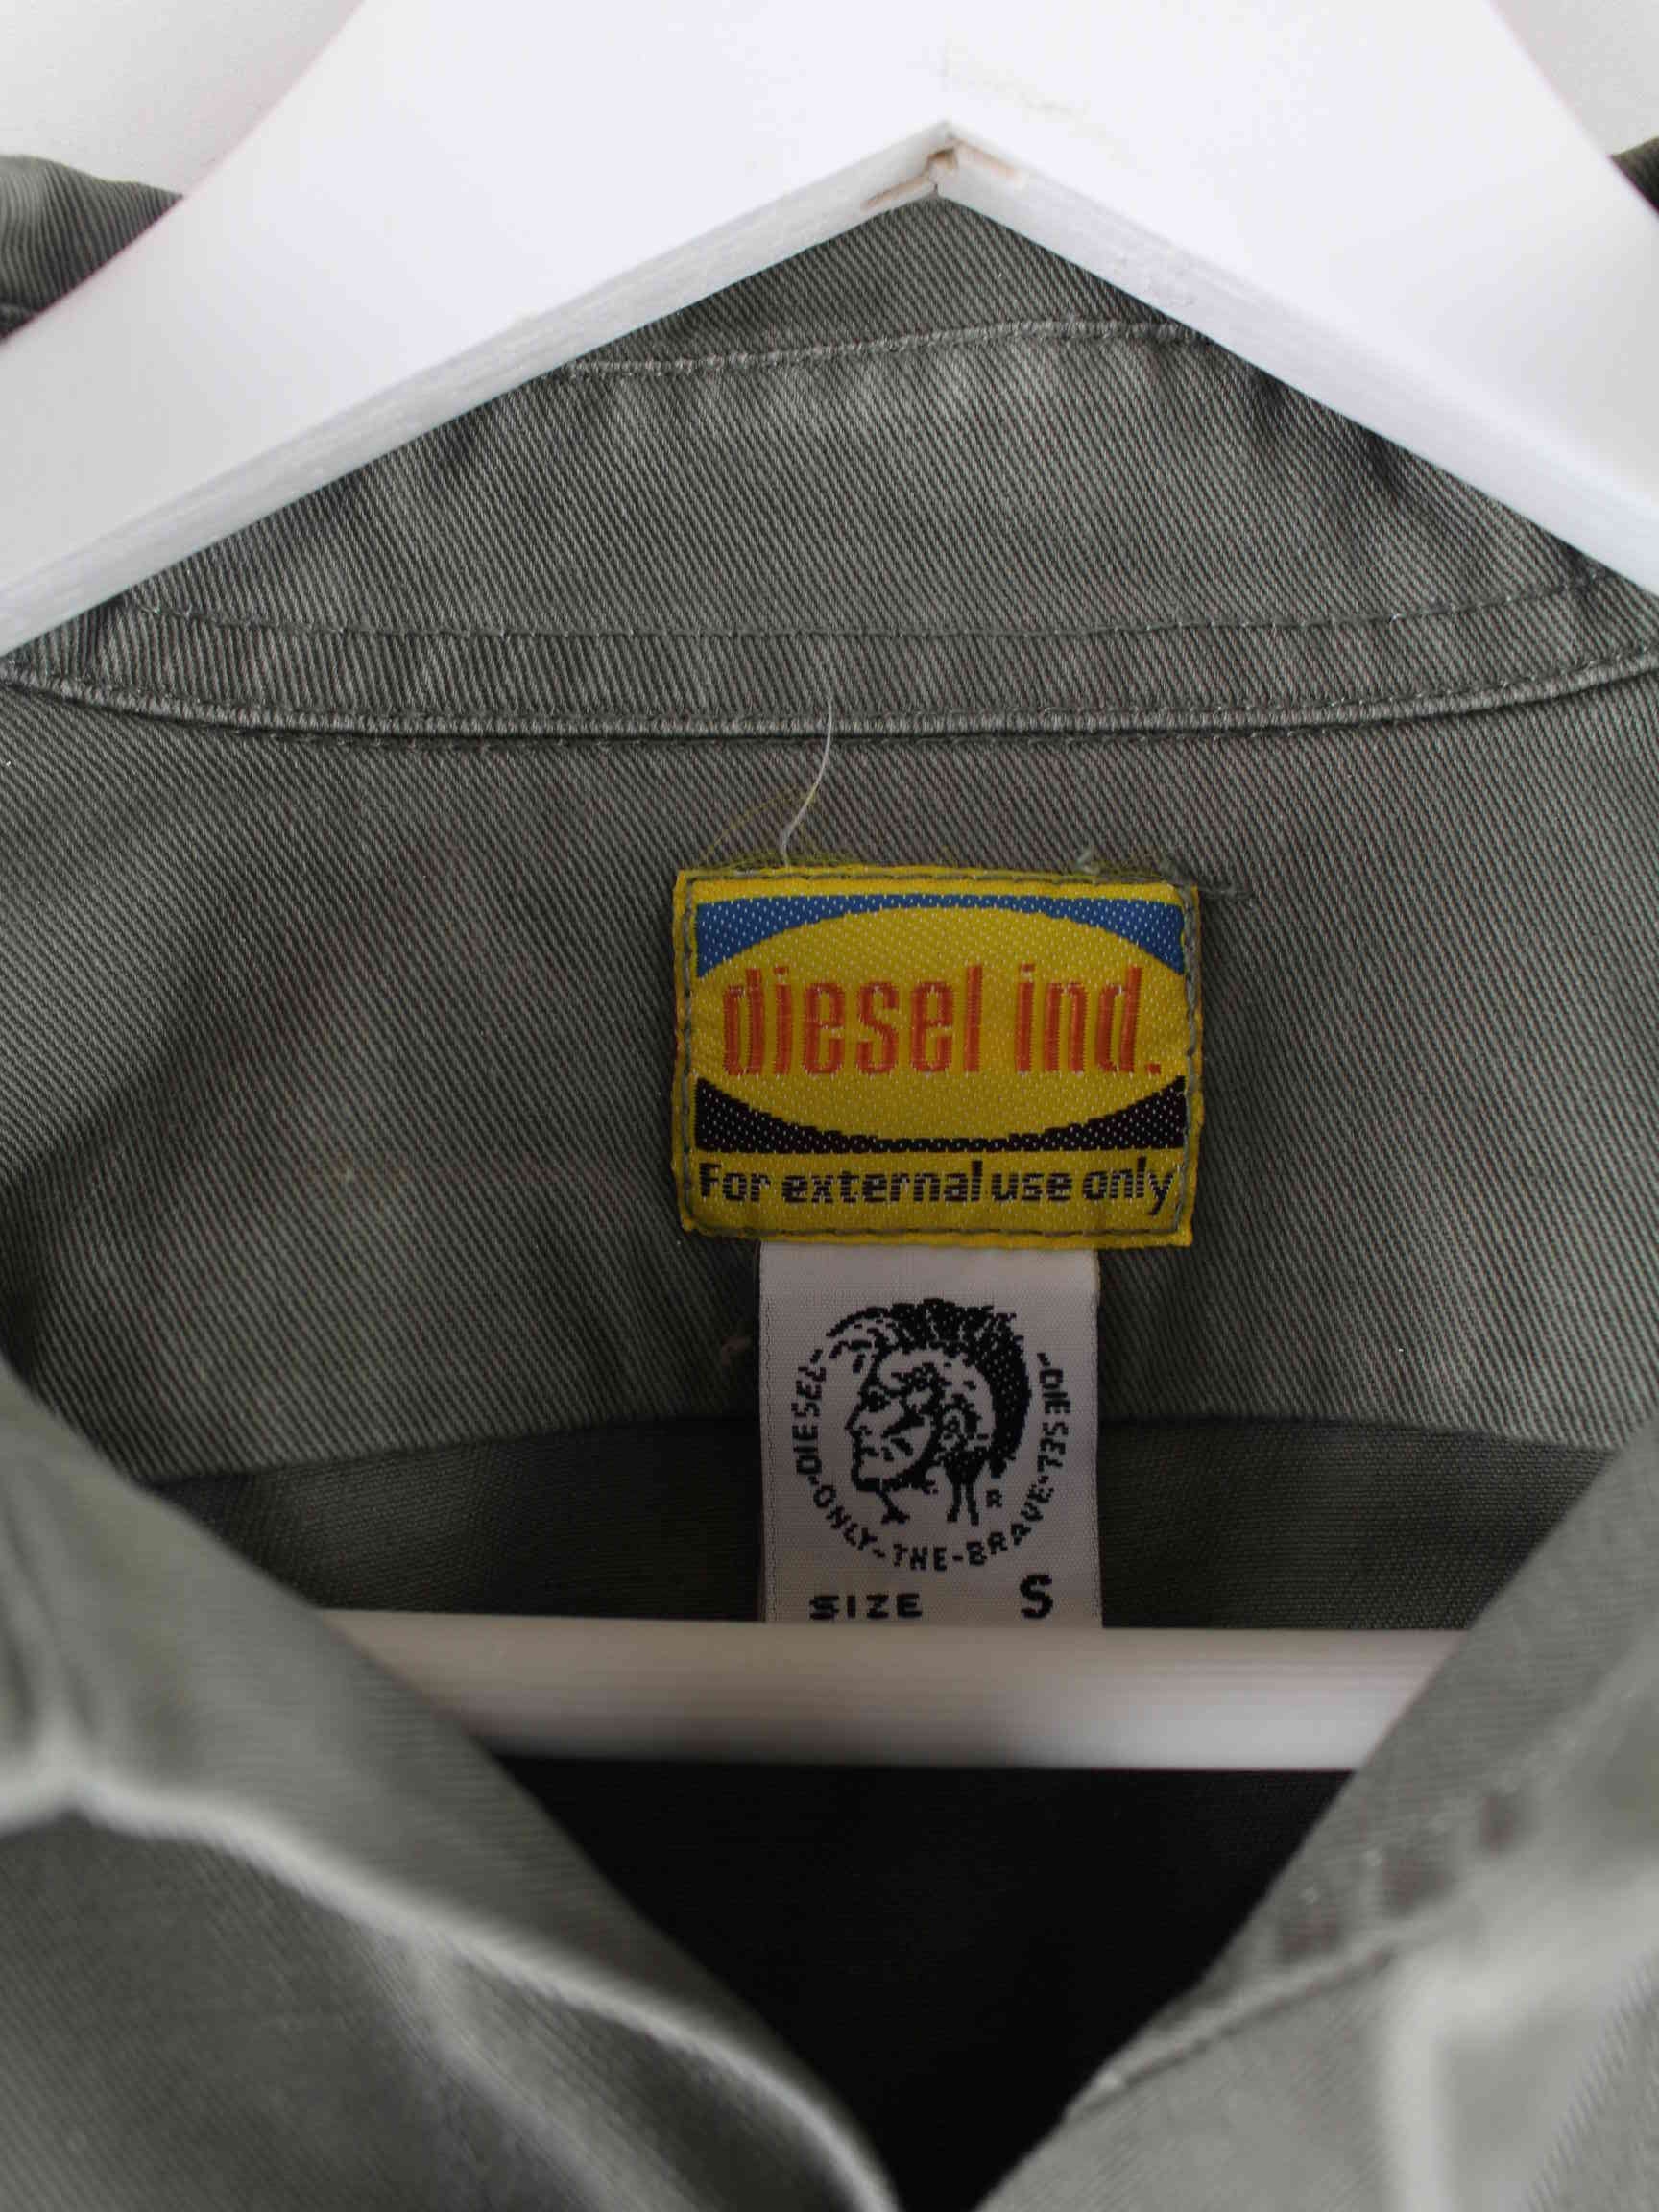 diesel ind.
For external use only
-DIESEL-ONLY-THE-BRAVE-DIESEL-
R
SIZE S